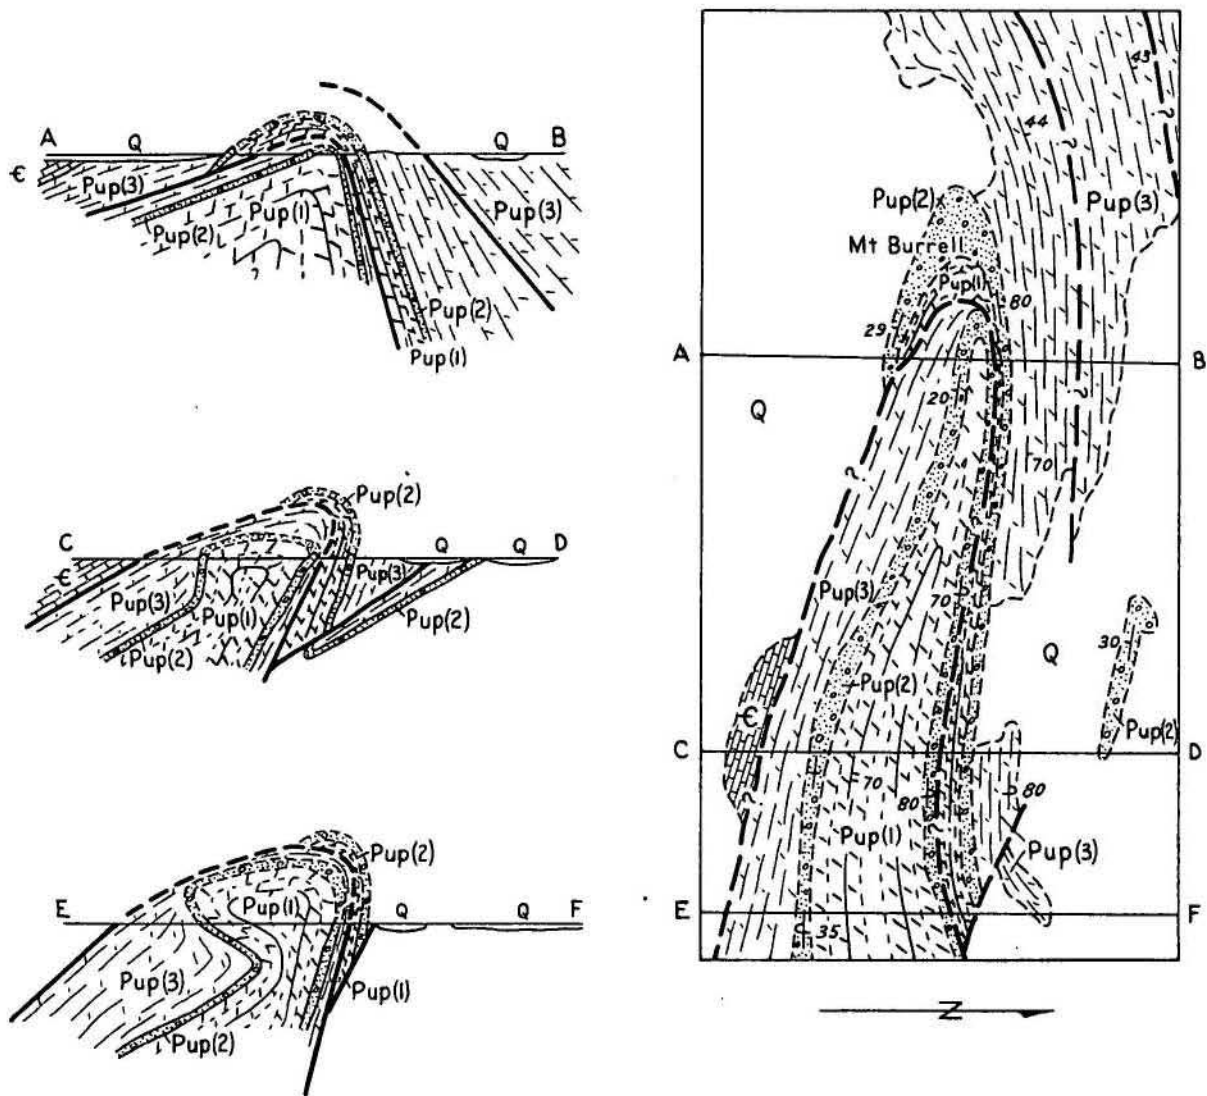 A
Q
Q
B
Є
Pup(3)
Pup(1)
Pup(3)
Pup(2)
?
Pup(2)
Pup(1)
Pup(2)
C
Q
Q
D
Є
Pup(3)
Pup(3)
Pup(1)
Pup(2)
Pup(2)
Pup(2)
E
Pup(1)
Q
Q
F
Pup(3)
Pup(1)
Pup(2)
43
?
44
?
Pup(2)
Pup(3)
Mt Burrell
Pup(1)
80
29
A
B
?
20
Q
70
?
?
Pup(3)
70
Q
30
Pup(2)
Є
Pup(2)
C
D
?
70
80
80
Pup(1)
Pup(3)
E
F
35
N